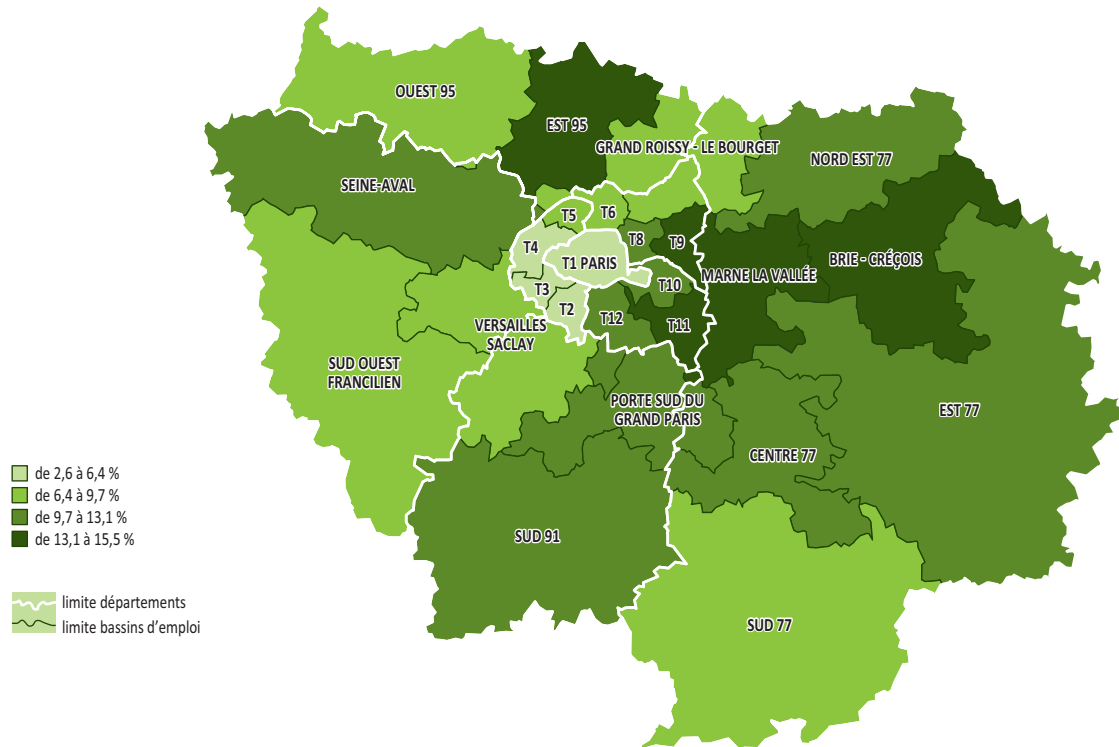 OUEST 95
EST 95
GRAND ROISSY - LE BOURGET
NORD EST 77
SEINE-AVAL
T5
T6
T4
T8
T9
T1 PARIS
BRIE - CRÉÇOIS
MARNE LA VALLÉE
T3
T10
T2
T12
T11
VERSAILLES
SACLAY
SUD OUEST
FRANCILIEN
PORTE SUD DU
GRAND PARIS
EST 77
CENTRE 77
de 2,6 à 6,4 %
de 6,4 à 9,7 %
de 9,7 à 13,1 %
de 13,1 à 15,5 %
SUD 91
limite départements
limite bassins d'emploi
SUD 77